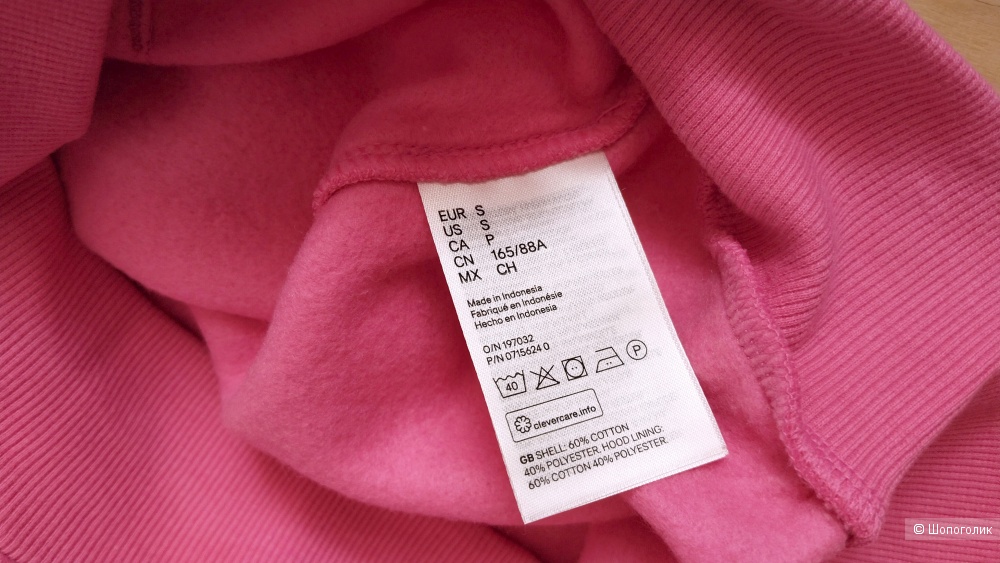 EUR S
US S
CA P
CN 165/88A
MX CH
Made in Indonesia
Fabriqué en Indonésie
Hecho en Indonesia
O/N 197032
P/N 0715624 0
40
P
clevercare.info
GB SHELL: 60% COTTON
40% POLYESTER. HOOD LINING:
60% COTTON 40% POLYESTER.
© Шопоголик